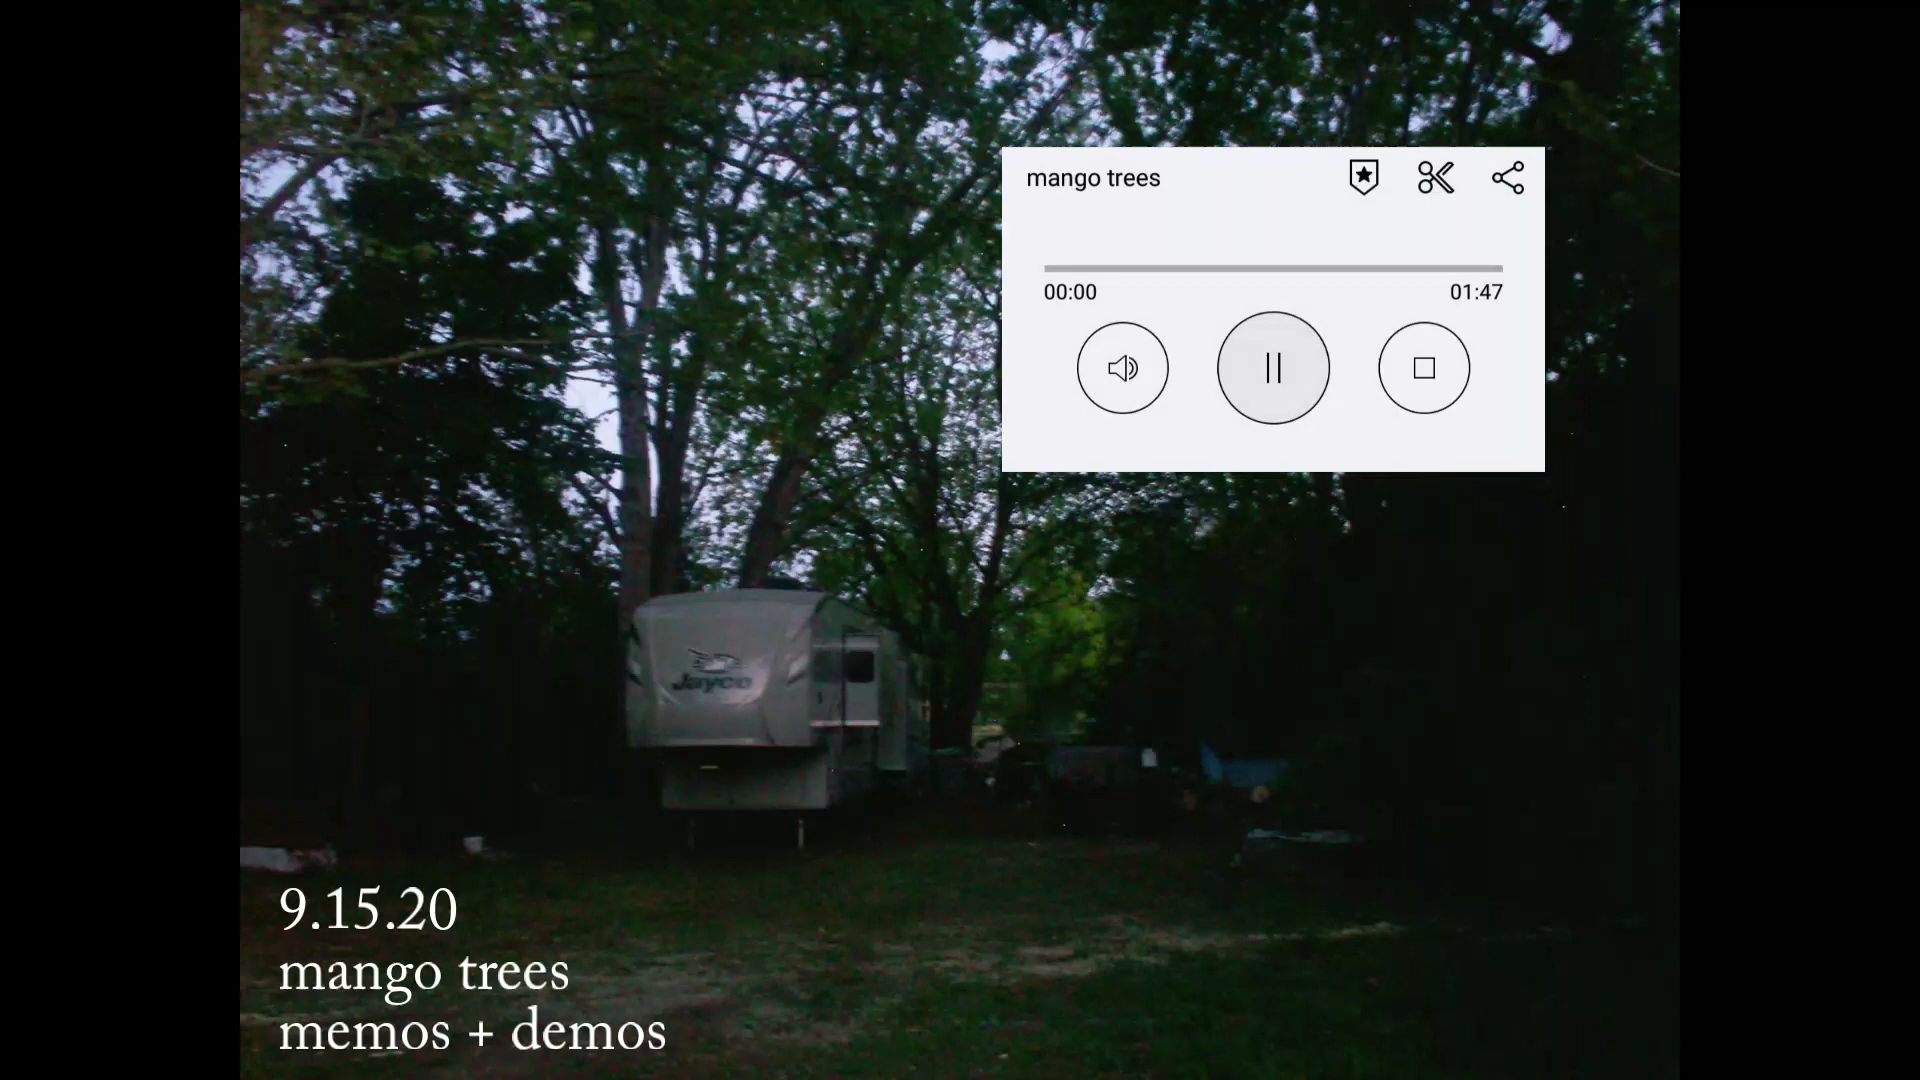 mango trees
00:00
01:47
Jayco
9.15.20
mango trees
memos + demos